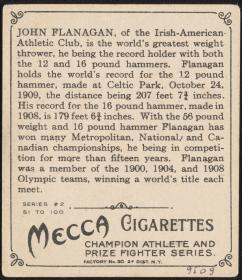 JOHN FLANAGAN, of the Irish-American-
Athletic Club, is the world's greatest weight
thrower, he being the record holder with both
the 12 and 16 pound hammers. Flanagan
holds the world's record for the 12 pound
hammer, made at Celtic Park, October 24,
1909, the distance being 207 feet 7¾ inches.
His record for the 16 pound hammer, made in
1908, is 179 feet 6½ inches. With the 56 pound
weight and 16 pound hammer Flanagan has
won many Metropolitan, National and Ca-
nadian championships, he being in competi-
tion for more than fifteen years. Flanagan
was a member of the 1900, 1904, and 1908
Olympic teams, winning a world's title each
meet.
SERIES #2
51 TO 100
MECCA CIGARETTES
CHAMPION ATHLETE AND
PRIZE FIGHTER SERIES.
FACTORY No. 30 2d DIST. N.Y.